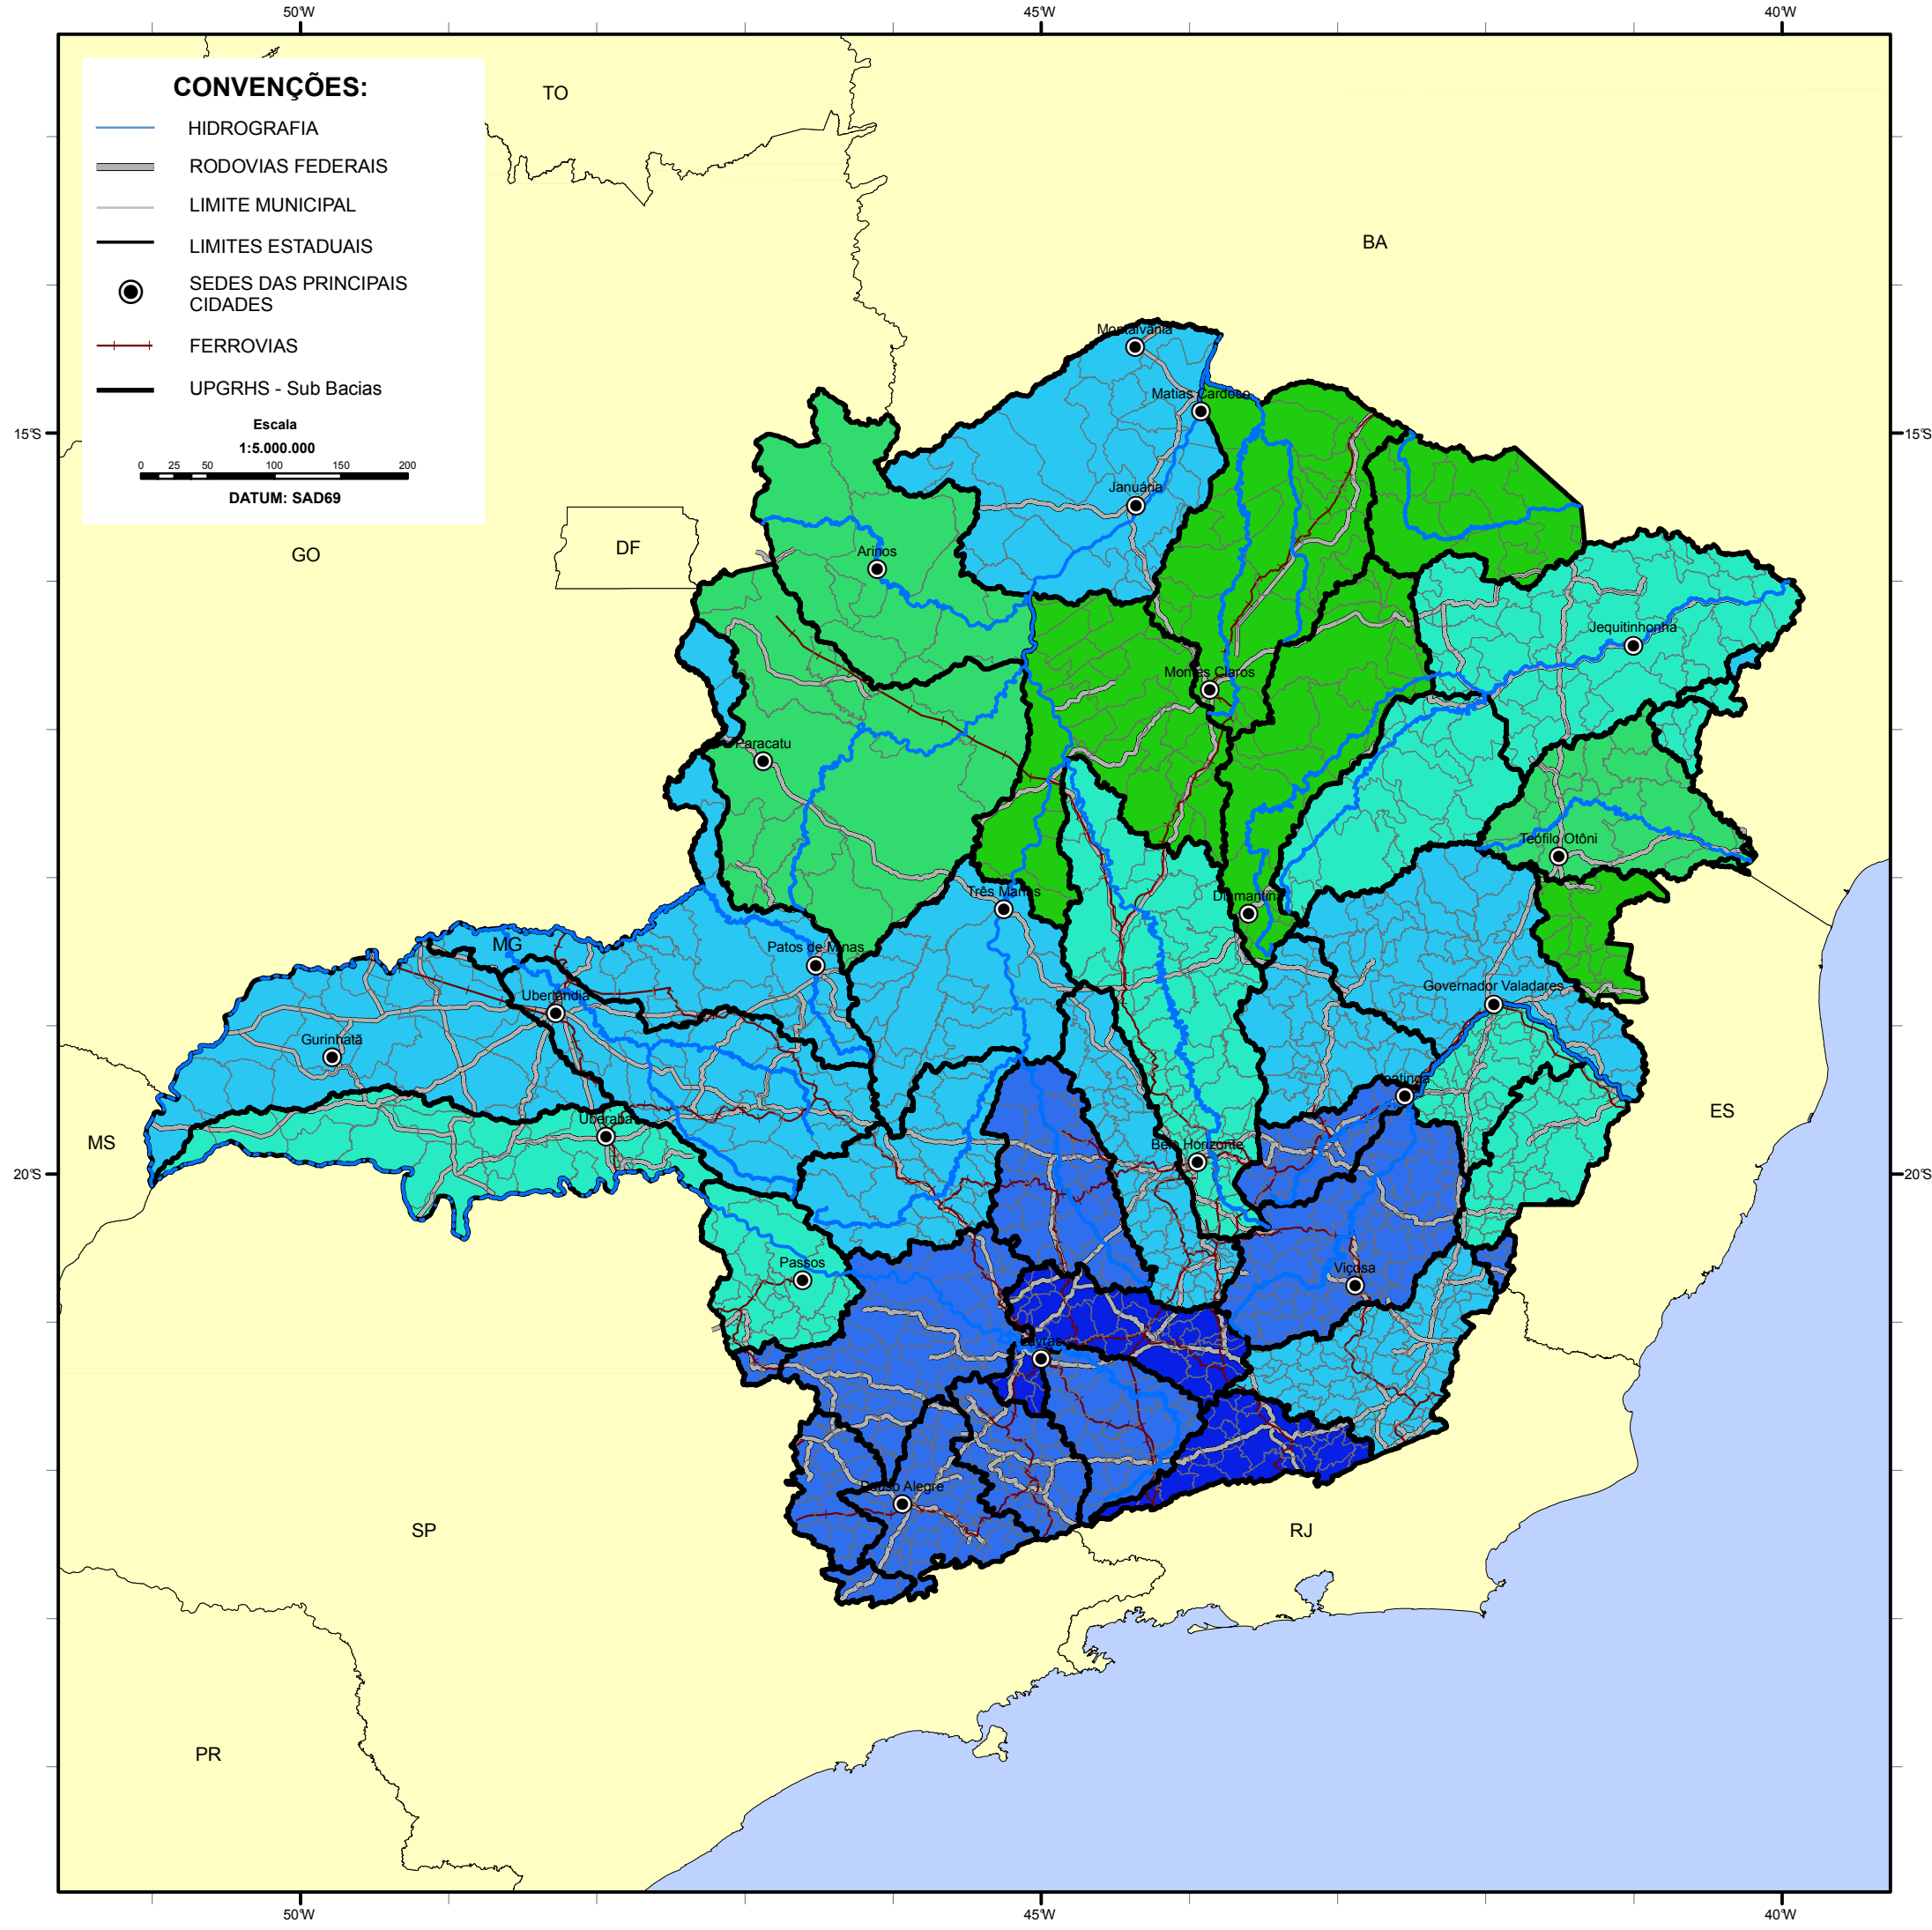 50°W 45°W 40°W
CONVENÇÕES:
HIDROGRAFIA
RODOVIAS FEDERAIS
LIMITE MUNICIPAL
LIMITES ESTADUAIS
SEDES DAS PRINCIPAIS
CIDADES
FERROVIAS
UPGRHS - Sub Bacias
Escala
1:5.000.000
0 25 50 100 150 200
DATUM: SAD69
TO
BA
Montalvânia
Matias Cardoso
15°S 15°S
Januária
GO
DF
Arinos
Jequitinhonha
Montes Claros
Paracatu
Teófilo Otôni
Três Marias
Diamantina
MG
Patos de Minas
Uberlândia
Governador Valadares
Gurinhatã
Ipatinga
ES
Uberaba
MS
Belo Horizonte
20°S 20°S
Passos
Viçosa
Lavras
Pouso Alegre
SP
RJ
PR
50°W 45°W 40°W